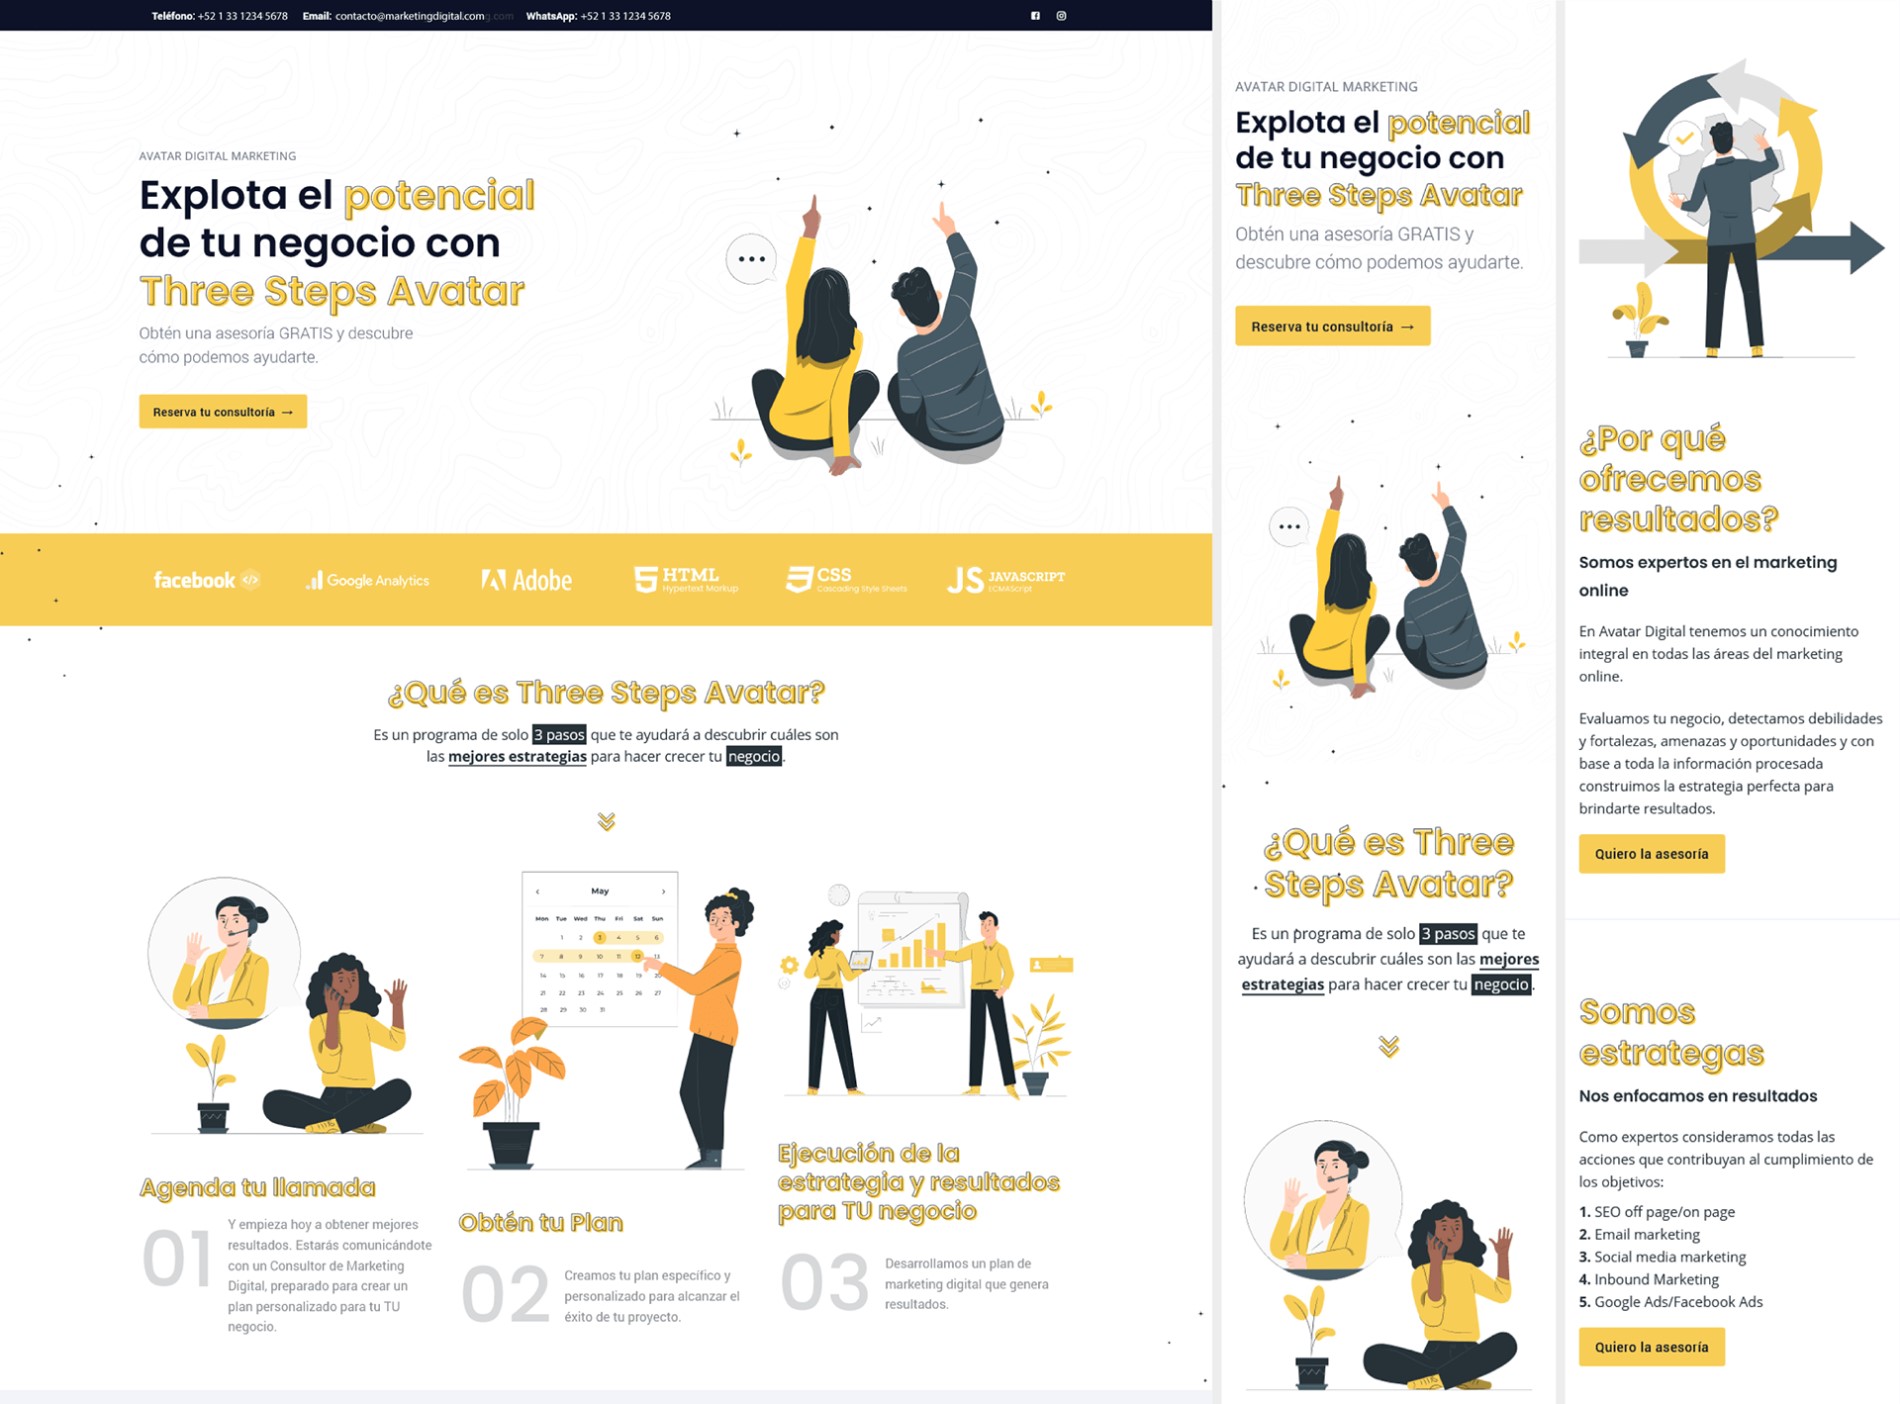 Teléfono: +52 1 33 1234 5678 Email: contacto@marketingdigital.com WhatsApp: +52 1 33 1234 5678
AVATAR DIGITAL MARKETING
Explota el potencial
de tu negocio con
Three Steps Avatar
Obtén una asesoría GRATIS y descubre
cómo podemos ayudarte.
Reserva tu consultoría →
facebook </>
Google Analytics
Adobe
HTML
Hypertext Markup
CSS
Cascading Style Sheets
JS JAVASCRIPT
ECMAScript
¿Qué es Three Steps Avatar?
Es un programa de solo 3 pasos que te ayudará a descubrir cuáles son
las mejores estrategias para hacer crecer tu negocio.
May
Mon Tue Wed Thu Fri Sat Sun
1 2 3 4 5 6
7 8 9 10 11 12 13
14 15 16 17 18 19 20
21 22 23 24 25 26 27
28 29 30 31
Agenda tu llamada
01
Y empieza hoy a obtener mejores
resultados. Estarás comunicándote
con un Consultor de Marketing
Digital, preparado para crear un
plan personalizado para tu TU
negocio.
Obtén tu Plan
02
Creamos tu plan específico y
personalizado para alcanzar el
éxito de tu proyecto.
Ejecución de la
estrategia y resultados
para TU negocio
03
Desarrollamos un plan de
marketing digital que genera
resultados.
AVATAR DIGITAL MARKETING
Explota el potencial
de tu negocio con
Three Steps Avatar
Obtén una asesoría GRATIS y
descubre cómo podemos ayudarte.
Reserva tu consultoría →
¿Qué es Three
Steps Avatar?
Es un programa de solo 3 pasos que te
ayudará a descubrir cuáles son las mejores
estrategias para hacer crecer tu negocio.
¿Por qué
ofrecemos
resultados?
Somos expertos en el marketing
online
En Avatar Digital tenemos un conocimiento
integral en todas las áreas del marketing
online.
Evaluamos tu negocio, detectamos debilidades
y fortalezas, amenazas y oportunidades y con
base a toda la información procesada
construimos la estrategia perfecta para
brindarte resultados.
Quiero la asesoría
Somos
estrategas
Nos enfocamos en resultados
Como expertos consideramos todas las
acciones que contribuyan al cumplimiento de
los objetivos:
1. SEO off page/on page
2. Email marketing
3. Social media marketing
4. Inbound Marketing
5. Google Ads/Facebook Ads
Quiero la asesoría